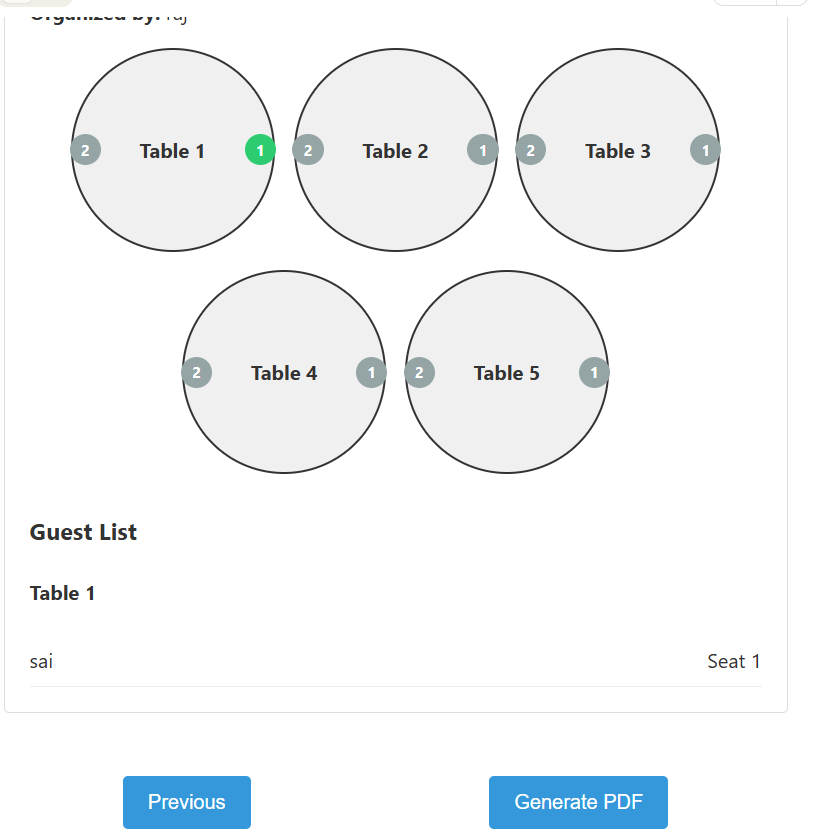 Organized by: raj
2 Table 1 1 2 Table 2 1 2 Table 3 1
2 Table 4 1 2 Table 5 1
Guest List
Table 1
sai Seat 1
Previous Generate PDF